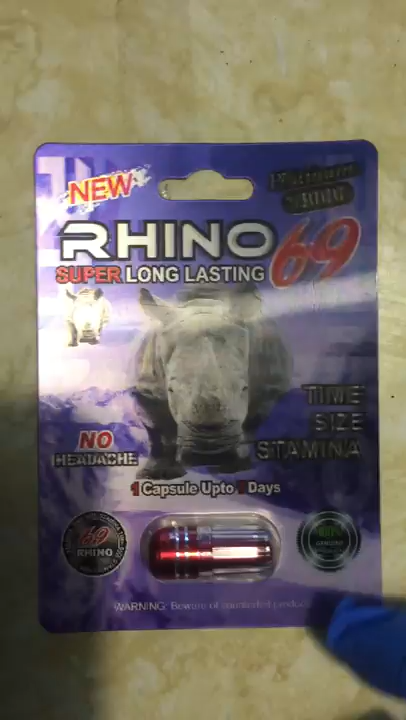 NEW
RHINO 69
SUPER LONG LASTING
TIME
SIZE
STAMINA
NO
HEADACHE
1 Capsule Upto Days
69
RHINO
WARNING: Beware of